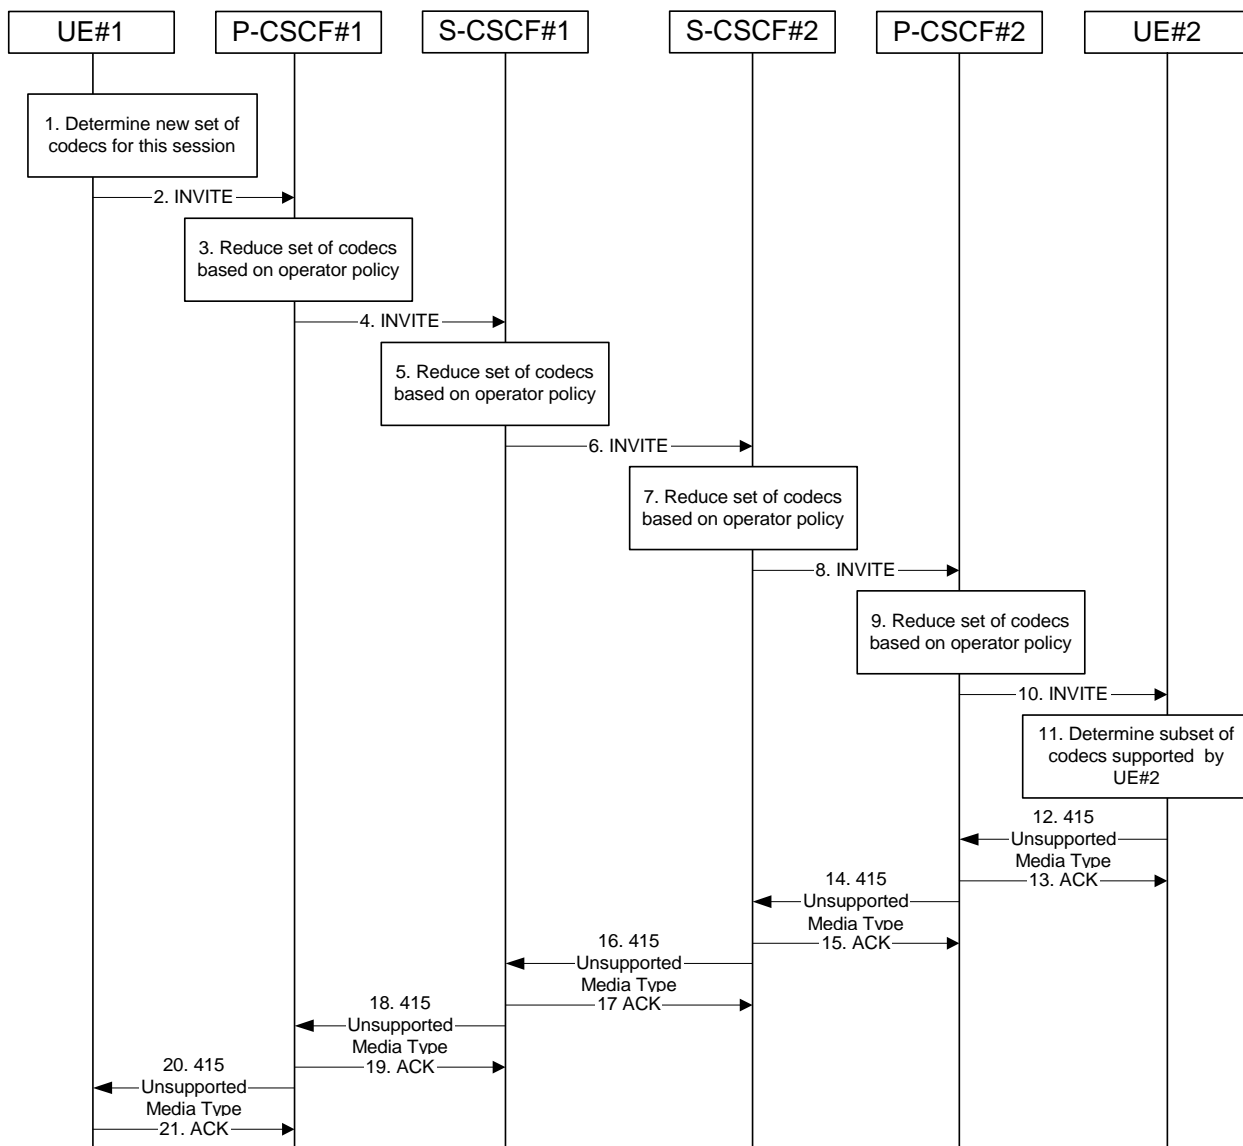 UE#1
P-CSCF#1
S-CSCF#1
S-CSCF#2
P-CSCF#2
UE#2
1. Determine new set of
codecs for this session
2. INVITE
3. Reduce set of codecs
based on operator policy
4. INVITE
5. Reduce set of codecs
based on operator policy
6. INVITE
7. Reduce set of codecs
based on operator policy
8. INVITE
9. Reduce set of codecs
based on operator policy
10. INVITE
11. Determine subset of
codecs supported by
UE#2
12. 415
Unsupported
Media Type
13. ACK
14. 415
Unsupported
Media Type
15. ACK
16. 415
Unsupported
Media Type
17 ACK
18. 415
Unsupported
Media Type
19. ACK
20. 415
Unsupported
Media Type
21. ACK